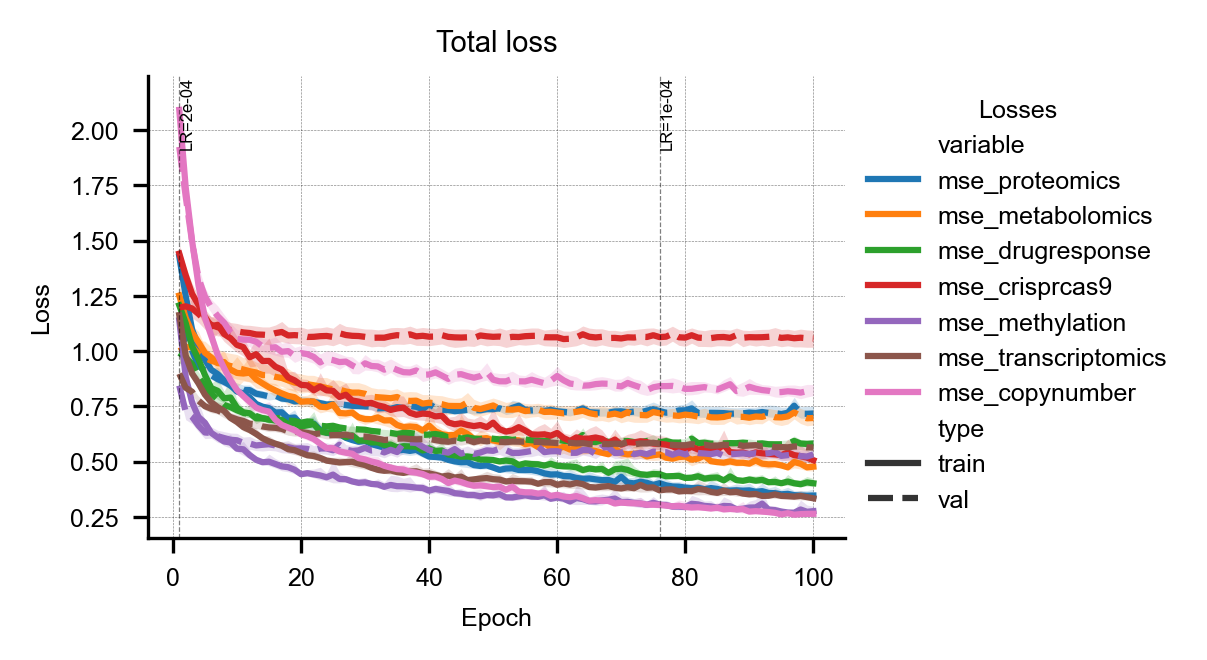 Total loss
LR=2e-04
LR=1e-04
2.00
1.75
1.50
1.25
1.00
0.75
0.50
0.25
Loss
0
20
40
60
80
100
Epoch
Losses
variable
mse_proteomics
mse_metabolomics
mse_drugresponse
mse_crisprcas9
mse_methylation
mse_transcriptomics
mse_copynumber
type
train
val